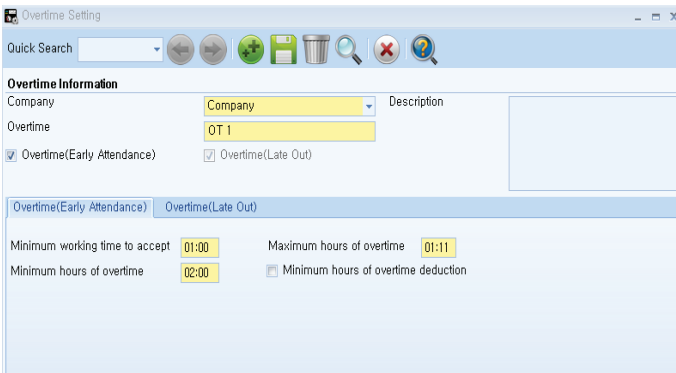 Overtime Setting
Quick Search
Overtime Information
Company Company Description
Overtime OT 1
Overtime(Early Attendance) Overtime(Late Out)
Overtime(Early Attendance) Overtime(Late Out)
Minimum working time to accept 01:00 Maximum hours of overtime 01:11
Minimum hours of overtime 02:00 Minimum hours of overtime deduction